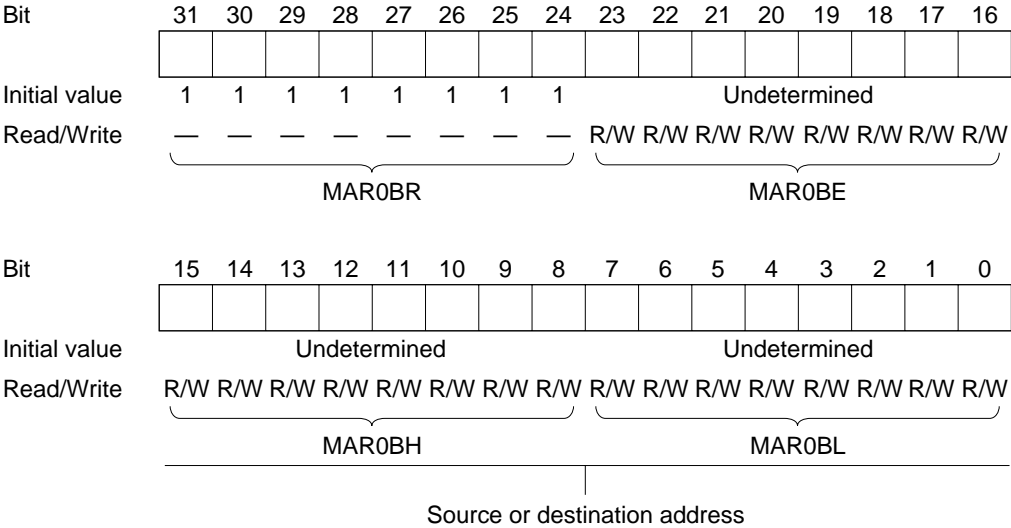 Bit 31 30 29 28 27 26 25 24 23 22 21 20 19 18 17 16
Initial value 1 1 1 1 1 1 1 1 Undetermined
Read/Write — — — — — — — — R/W R/W R/W R/W R/W R/W R/W R/W
MAR0BR MAR0BE
Bit 15 14 13 12 11 10 9 8 7 6 5 4 3 2 1 0
Initial value Undetermined Undetermined
Read/Write R/W R/W R/W R/W R/W R/W R/W R/W R/W R/W R/W R/W R/W R/W R/W R/W
MAR0BH MAR0BL
Source or destination address